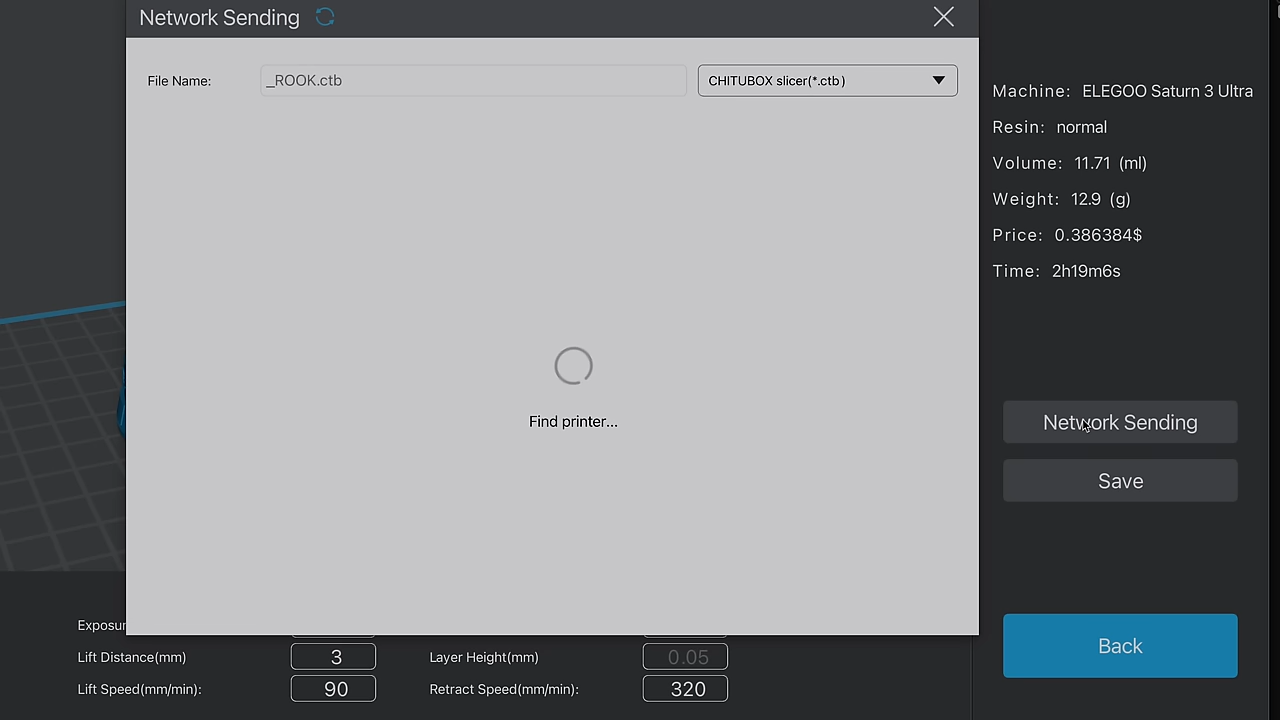 Network Sending
File Name: _ROOK.ctb CHITUBOX slicer(*.ctb)
Find printer...
Machine: ELEGOO Saturn 3 Ultra
Resin: normal
Volume: 11.71 (ml)
Weight: 12.9 (g)
Price: 0.386384$
Time: 2h19m6s
Network Sending
Save
Back
Lift Distance(mm) 3 Layer Height(mm) 0.05
Lift Speed(mm/min): 90 Retract Speed(mm/min): 320